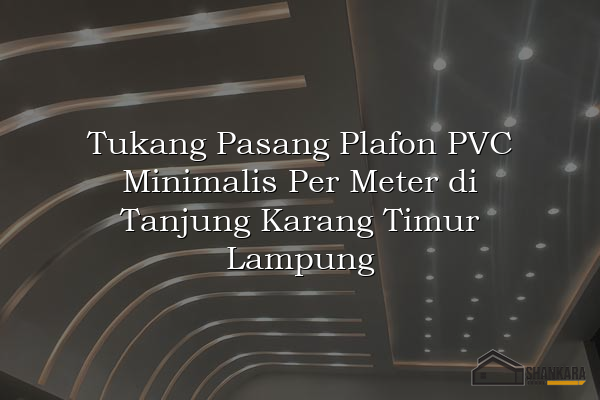 Tukang Pasang Plafon PVC
Minimalis Per Meter di
Tanjung Karang Timur
Lampung
SHANKARA